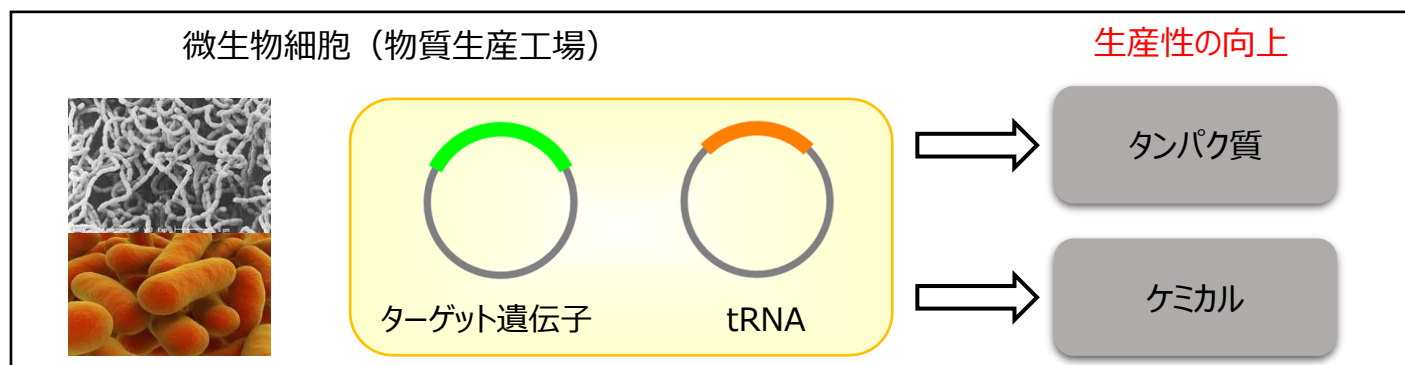 微生物細胞（物質生産工場）
生産性の向上
タンパク質
ターゲット遺伝子
tRNA
ケミカル